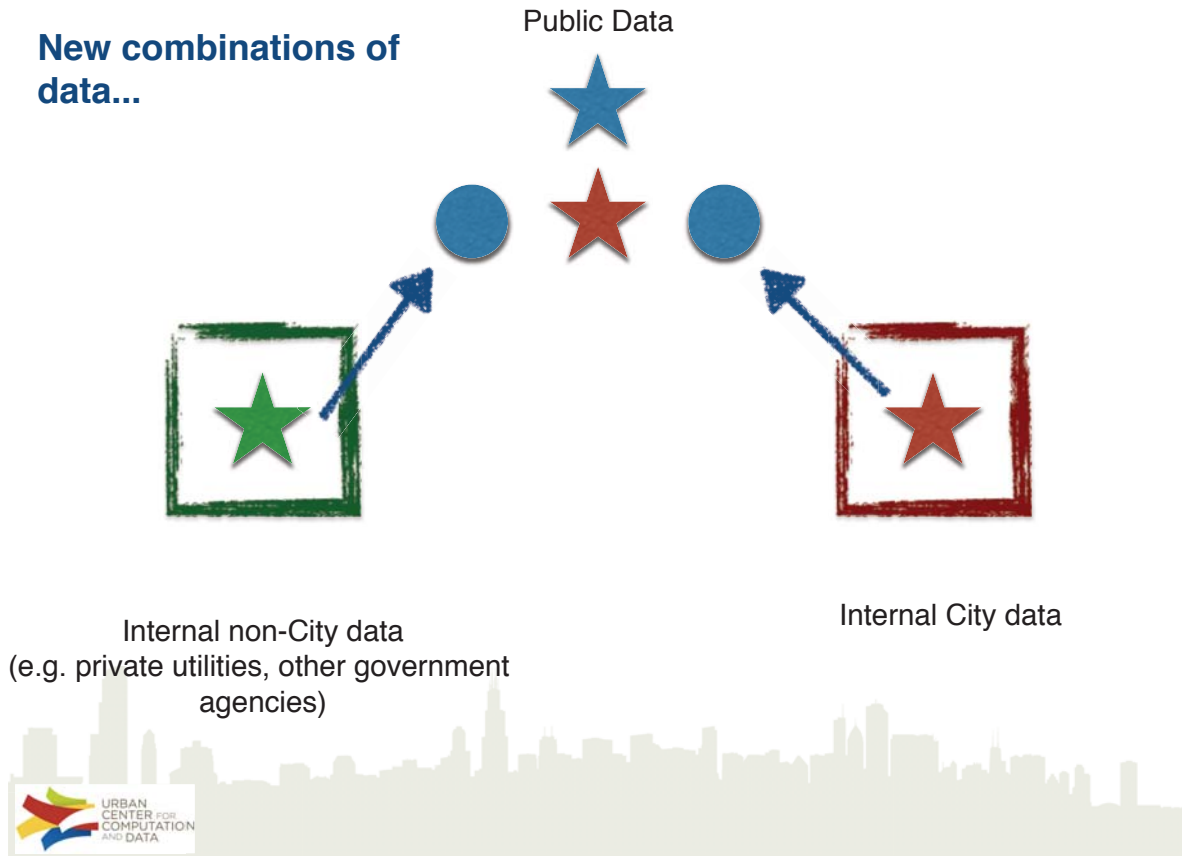 Public Data
New combinations of
data...
Internal non-City data
(e.g. private utilities, other government
agencies)
Internal City data
URBAN
CENTER FOR
COMPUTATION
AND DATA